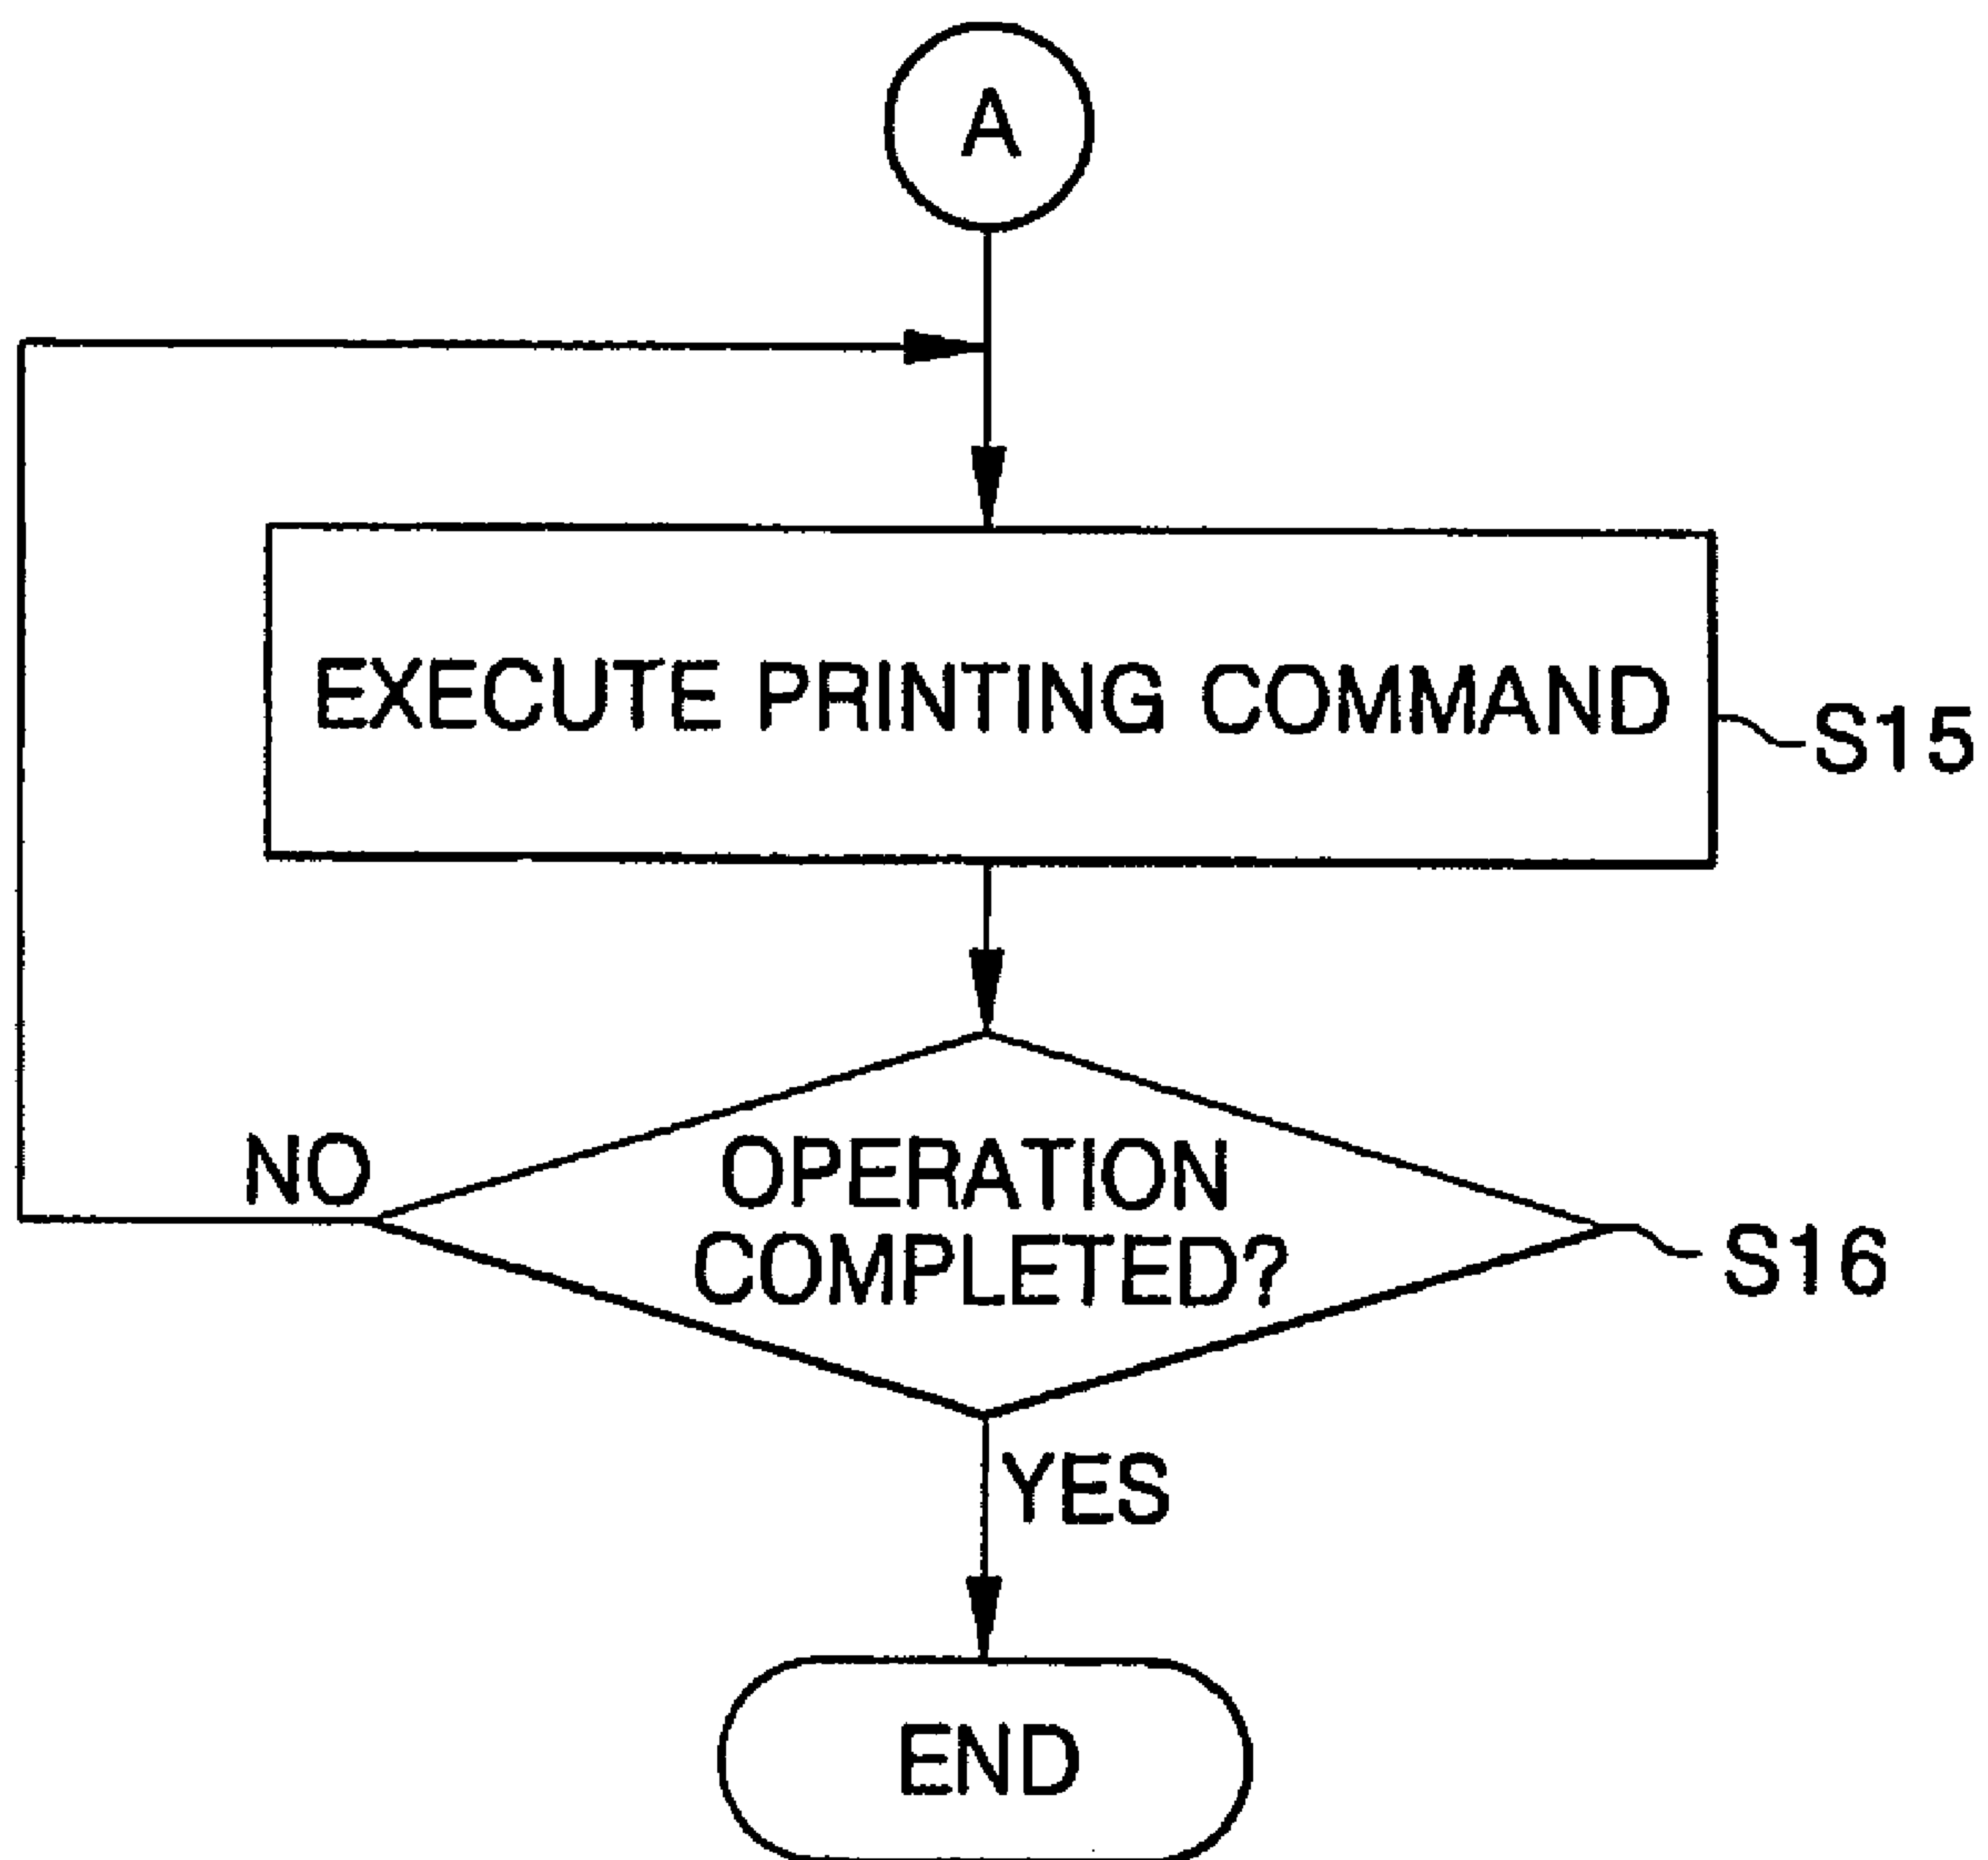 A
EXECUTE PRINTING COMMAND
S15
NO
OPERATION
COMPLETED?
S16
YES
END